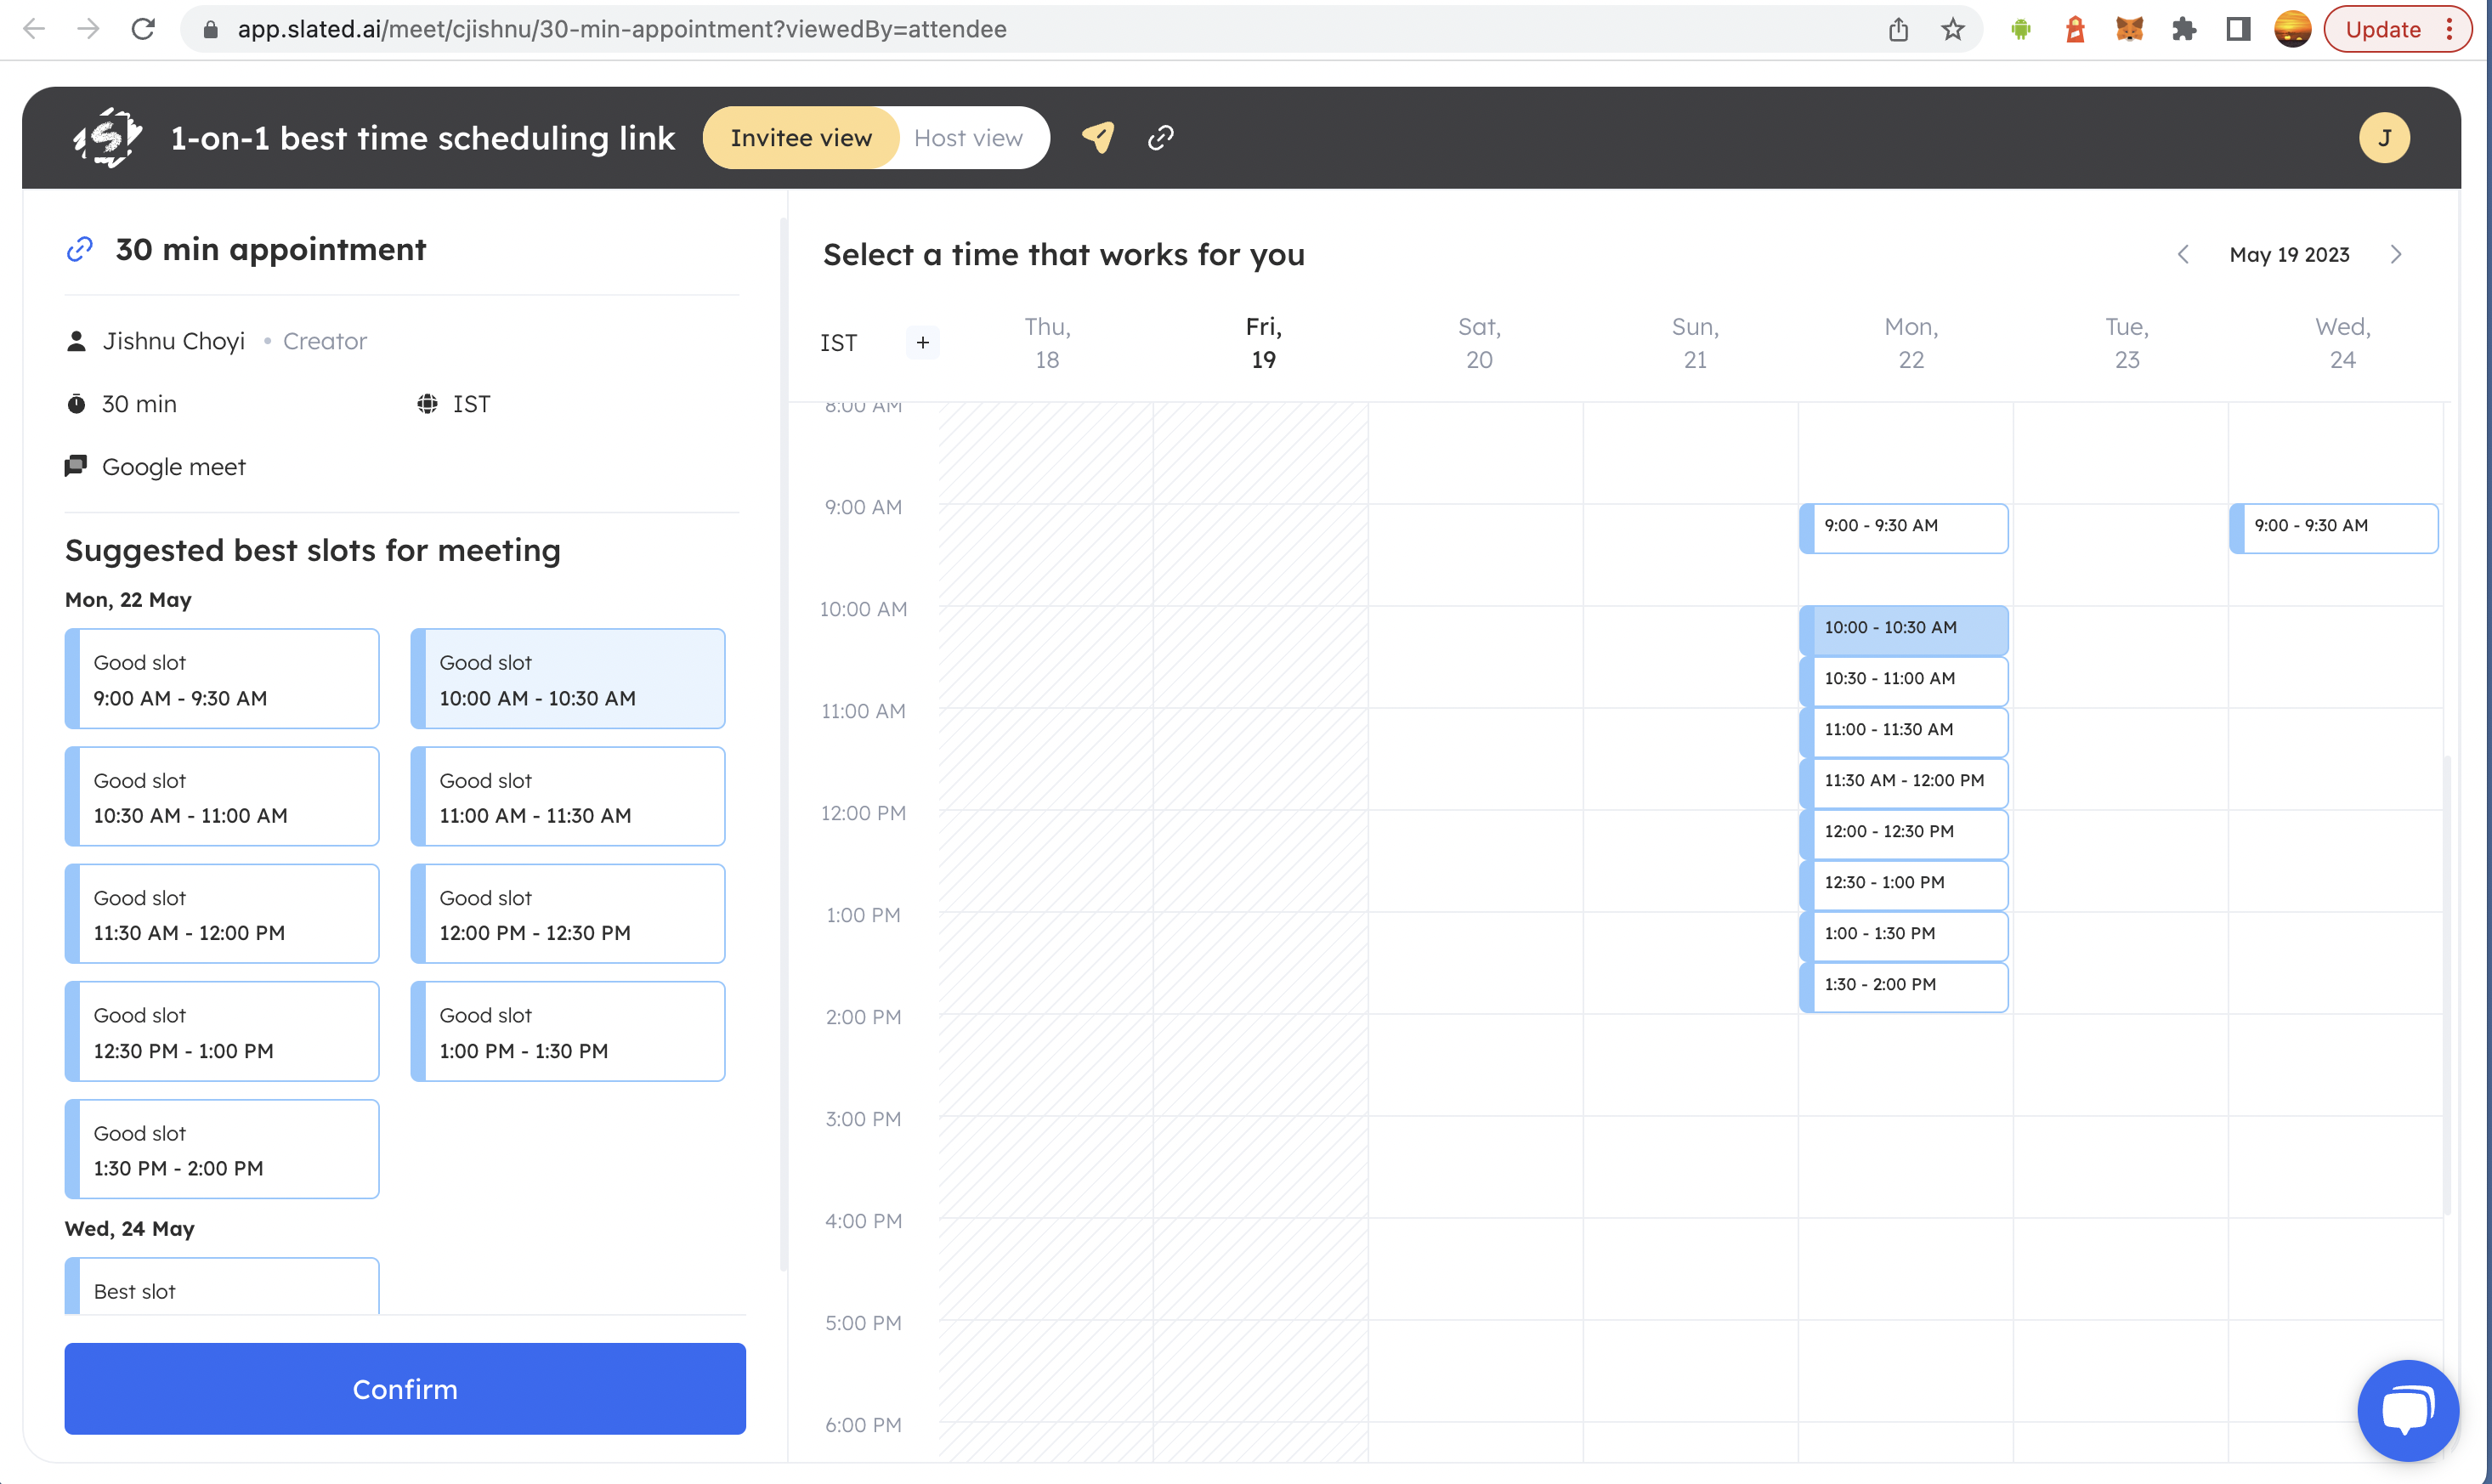 app.slated.ai/meet/cjishnu/30-min-appointment?viewedBy=attendee
Update
1-on-1 best time scheduling link
Invitee view
Host view
J
30 min appointment
Jishnu Choyi • Creator
30 min
IST
Google meet
Suggested best slots for meeting
Mon, 22 May
Good slot
9:00 AM - 9:30 AM
Good slot
10:00 AM - 10:30 AM
Good slot
10:30 AM - 11:00 AM
Good slot
11:00 AM - 11:30 AM
Good slot
11:30 AM - 12:00 PM
Good slot
12:00 PM - 12:30 PM
Good slot
12:30 PM - 1:00 PM
Good slot
1:00 PM - 1:30 PM
Good slot
1:30 PM - 2:00 PM
Wed, 24 May
Best slot
Confirm
Select a time that works for you
May 19 2023
IST
+
Thu,
18
Fri,
19
Sat,
20
Sun,
21
Mon,
22
Tue,
23
Wed,
24
8:00 AM
9:00 AM
10:00 AM
11:00 AM
12:00 PM
1:00 PM
2:00 PM
3:00 PM
4:00 PM
5:00 PM
6:00 PM
9:00 - 9:30 AM
10:00 - 10:30 AM
10:30 - 11:00 AM
11:00 - 11:30 AM
11:30 AM - 12:00 PM
12:00 - 12:30 PM
12:30 - 1:00 PM
1:00 - 1:30 PM
1:30 - 2:00 PM
9:00 - 9:30 AM